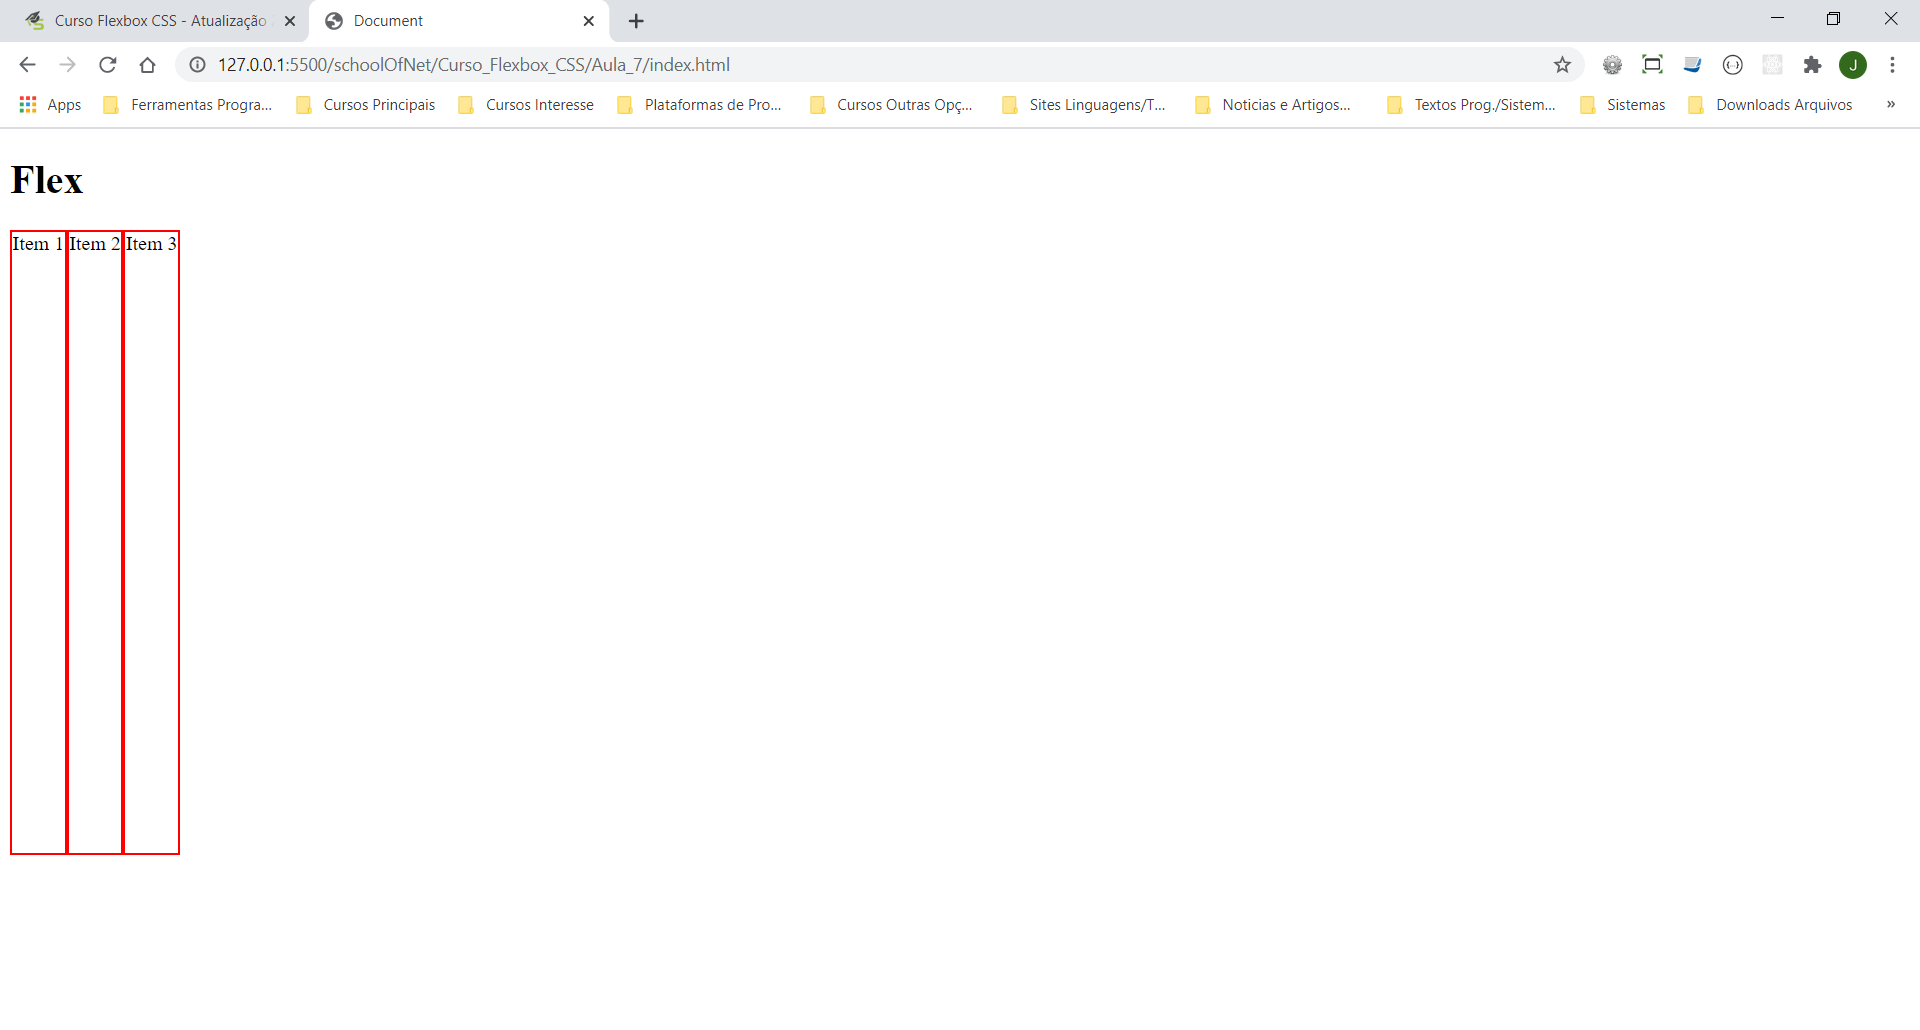 Curso Flexbox CSS - Atualização
Document
127.0.0.1:5500/schoolOfNet/Curso_Flexbox_CSS/Aula_7/index.html
J
Apps
Ferramentas Progra...
Cursos Principais
Cursos Interesse
Plataformas de Pro...
Cursos Outras Opç...
Sites Linguagens/T...
Noticias e Artigos...
Textos Prog./Sistem...
Sistemas
Downloads Arquivos
»
Flex
Item 1
Item 2
Item 3